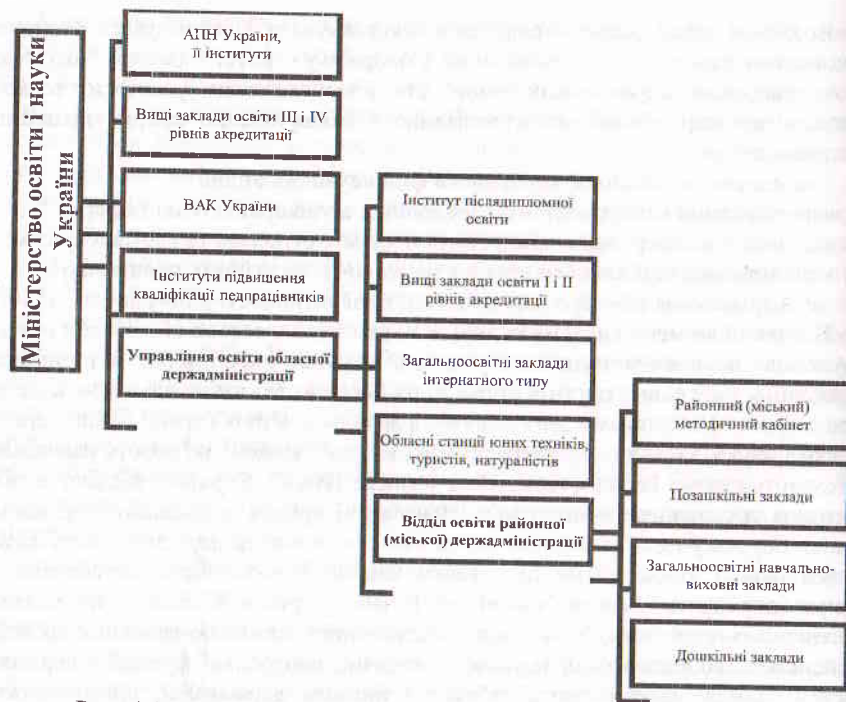 Міністерство освіти і науки
України
АПН України,
її інститути
Вищі заклади освіти III і IV
рівнів акредитації
ВАК України
Інститути підвищення
кваліфікації педпрацівників
Управління освіти обласної
держадміністрації
Інститут післядипломної
освіти
Вищі заклади освіти I і II
рівнів акредитації
Загальноосвітні заклади
інтернатного типу
Обласні станції юних техніків,
туристів, натуралістів
Відділ освіти районної
(міської) держадміністрації
Районний (міський)
методичний кабінет
Позашкільні заклади
Загальноосвітні навчально-
виховні заклади
Дошкільні заклади